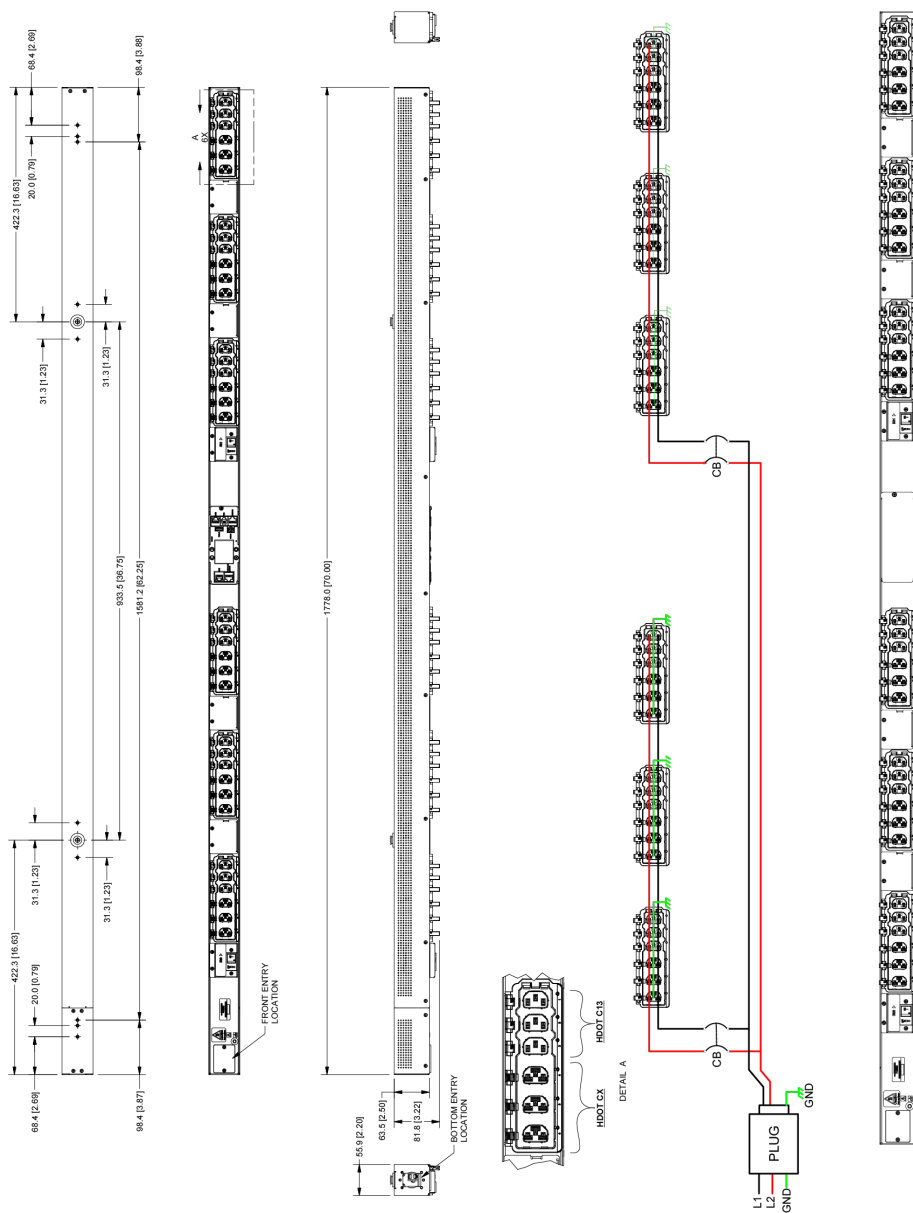 68.4 [2.69]
98.4 [3.88]
20.0 [0.79]
422.3 [16.63]
31.3 [1.23]
31.3 [1.23]
933.5 [36.75]
1581.2 [62.25]
31.3 [1.23]
31.3 [1.23]
422.3 [16.63]
20.0 [0.79]
68.4 [2.69]
98.4 [3.87]
A
6X
FRONT ENTRY
LOCATION
1778.0 [70.00]
63.5 [2.50]
81.8 [3.22]
55.9 [2.20]
BOTTOM ENTRY
LOCATION
HDOT CX
HDOT C13
DETAIL A
CB
CB
PLUG
GND
L1
L2
GND